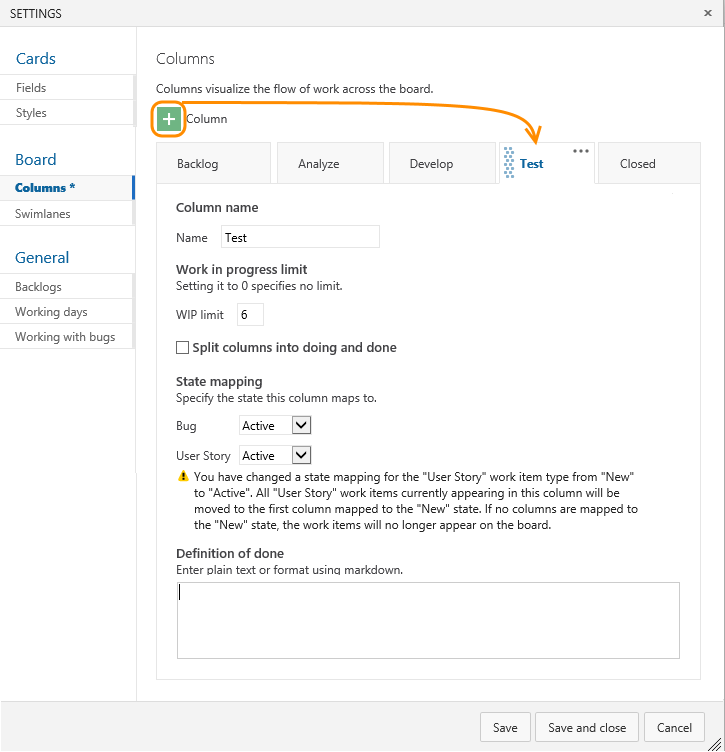 SETTINGS
Cards
Fields
Styles
Board
Columns *
Swimlanes
General
Backlogs
Working days
Working with bugs
Columns
Columns visualize the flow of work across the board.
Column
Backlog
Analyze
Develop
Test
Closed
Column name
Name Test
Work in progress limit
Setting it to 0 specifies no limit.
WIP limit 6
Split columns into doing and done
State mapping
Specify the state this column maps to.
Bug Active
User Story Active
You have changed a state mapping for the "User Story" work item type from "New"
to "Active". All "User Story" work items currently appearing in this column will be
moved to the first column mapped to the "New" state. If no columns are mapped to
the "New" state, the work items will no longer appear on the board.
Definition of done
Enter plain text or format using markdown.
Save
Save and close
Cancel